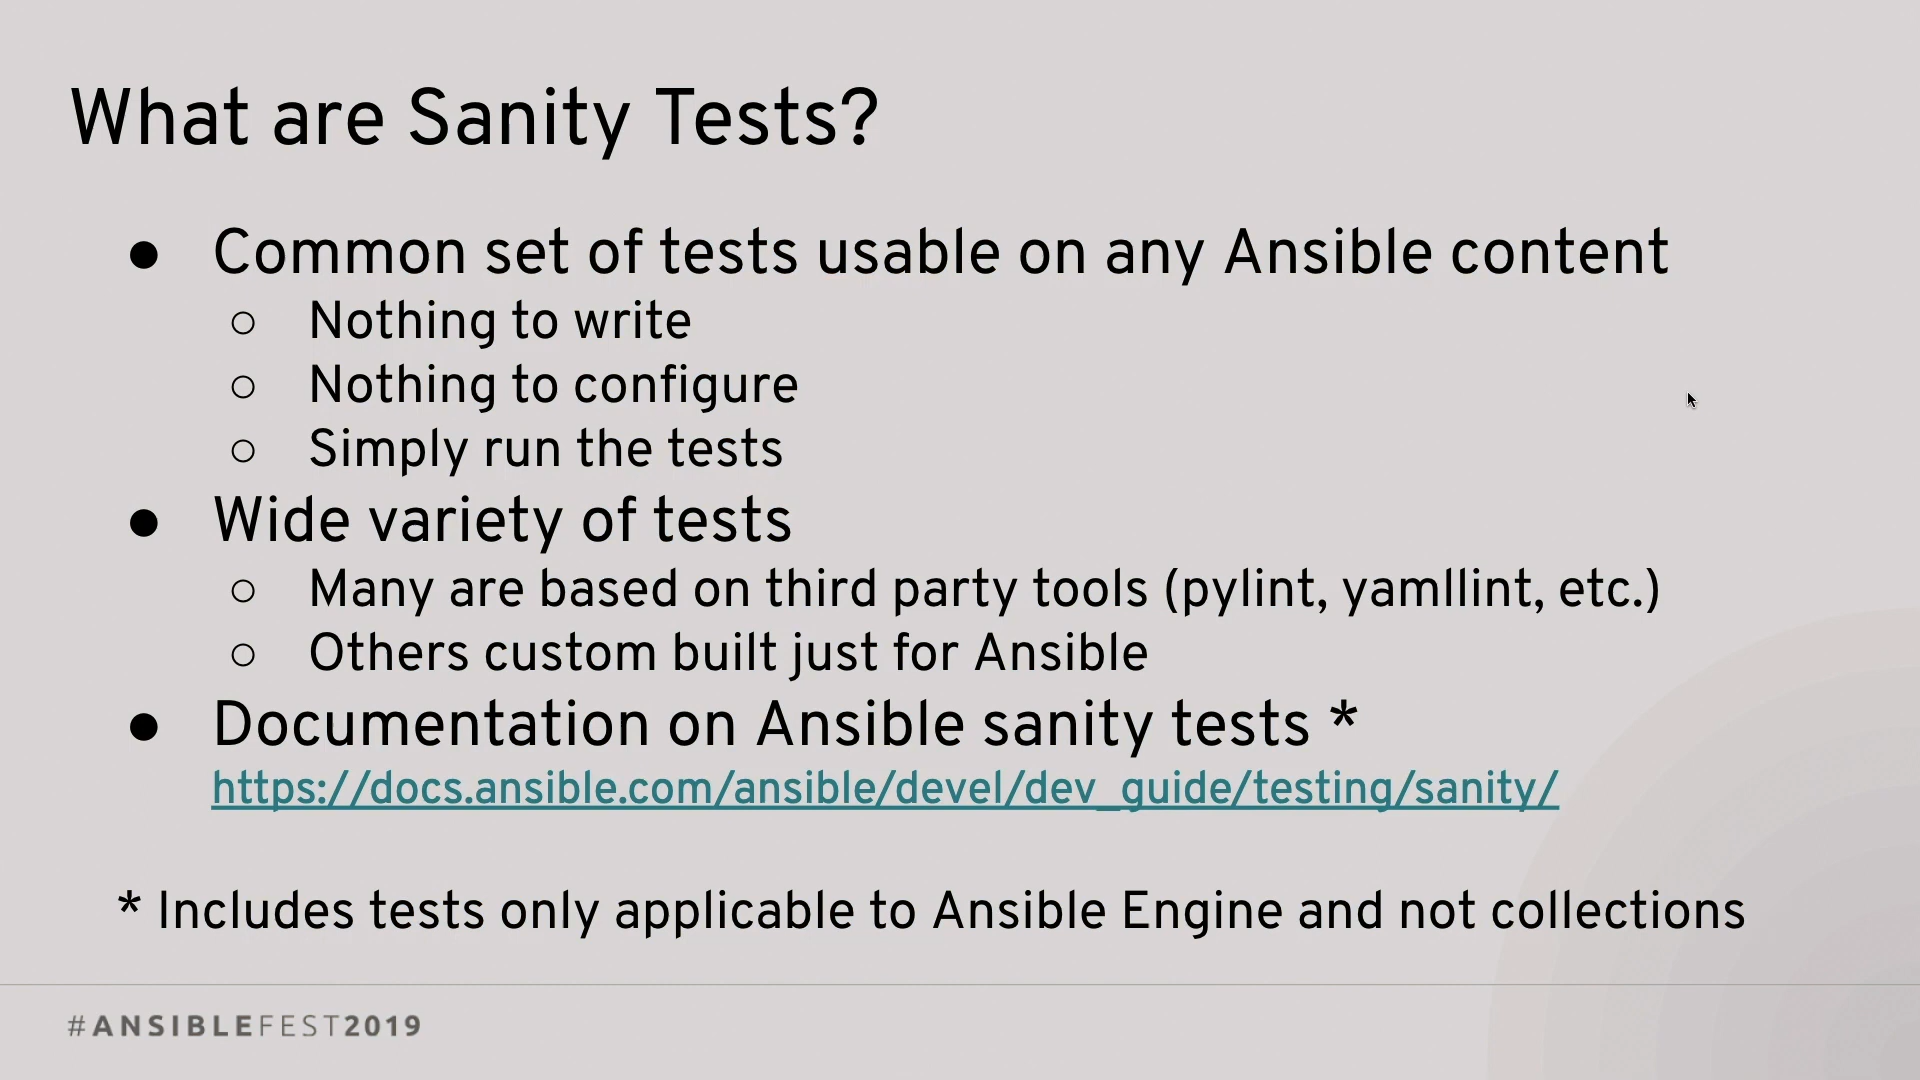 What are Sanity Tests?
● Common set of tests usable on any Ansible content
○ Nothing to write
○ Nothing to configure
○ Simply run the tests
● Wide variety of tests
○ Many are based on third party tools (pylint, yamllint, etc.)
○ Others custom built just for Ansible
● Documentation on Ansible sanity tests *
https://docs.ansible.com/ansible/devel/dev_guide/testing/sanity/
* Includes tests only applicable to Ansible Engine and not collections
#ANSIBLEFEST2019